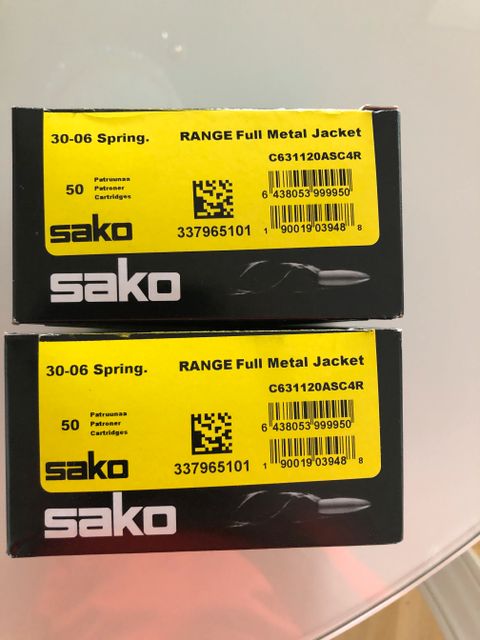 30-06 Spring. RANGE Full Metal Jacket
C631120ASC4R
50 Patruunaa
Patroner
Cartridges
6 438053 999950
sako 337965101 1 90019 03948 8
sako
30-06 Spring. RANGE Full Metal Jacket
C631120ASC4R
50 Patruunaa
Patroner
Cartridges
6 438053 999950
sako 337965101 1 90019 03948 8
sako